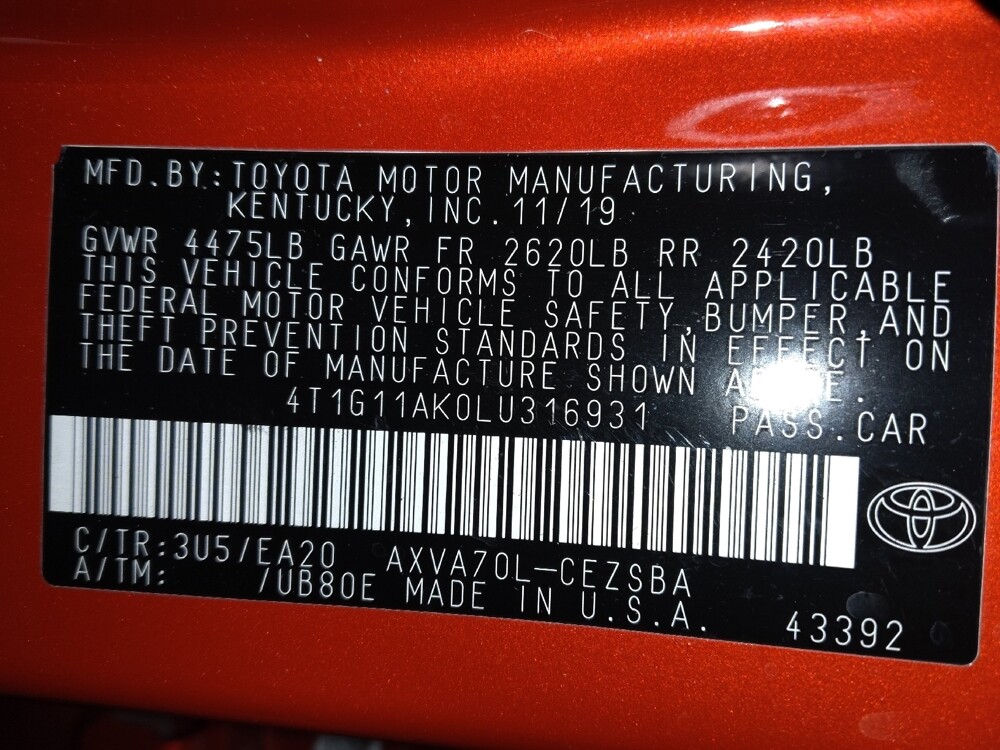 MFD.BY:TOYOTA MOTOR MANUFACTURING,
KENTUCKY,INC.11/19
GVWR 4475LB GAWR FR 2620LB RR 2420LB
THIS VEHICLE CONFORMS TO ALL APPLICABLE
FEDERAL MOTOR VEHICLE SAFETY,BUMPER,AND
THEFT PREVENTION STANDARDS IN EFFECT ON
THE DATE OF MANUFACTURE SHOWN
4T1G11AK0LU316931 PASS.CAR
C/TR:3U5/EA20 AXVA70L-CEZSBA
A/TM: /UB80E MADE IN U.S.A.
43392